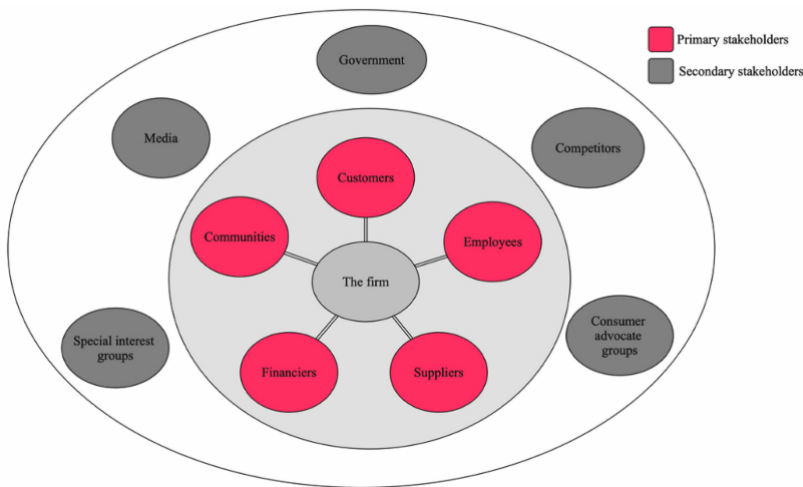 Government
Primary stakeholders
Secondary stakeholders
Media
Competitors
Customers
Communities
Employees
The firm
Special interest
groups
Consumer
advocate
groups
Financiers
Suppliers